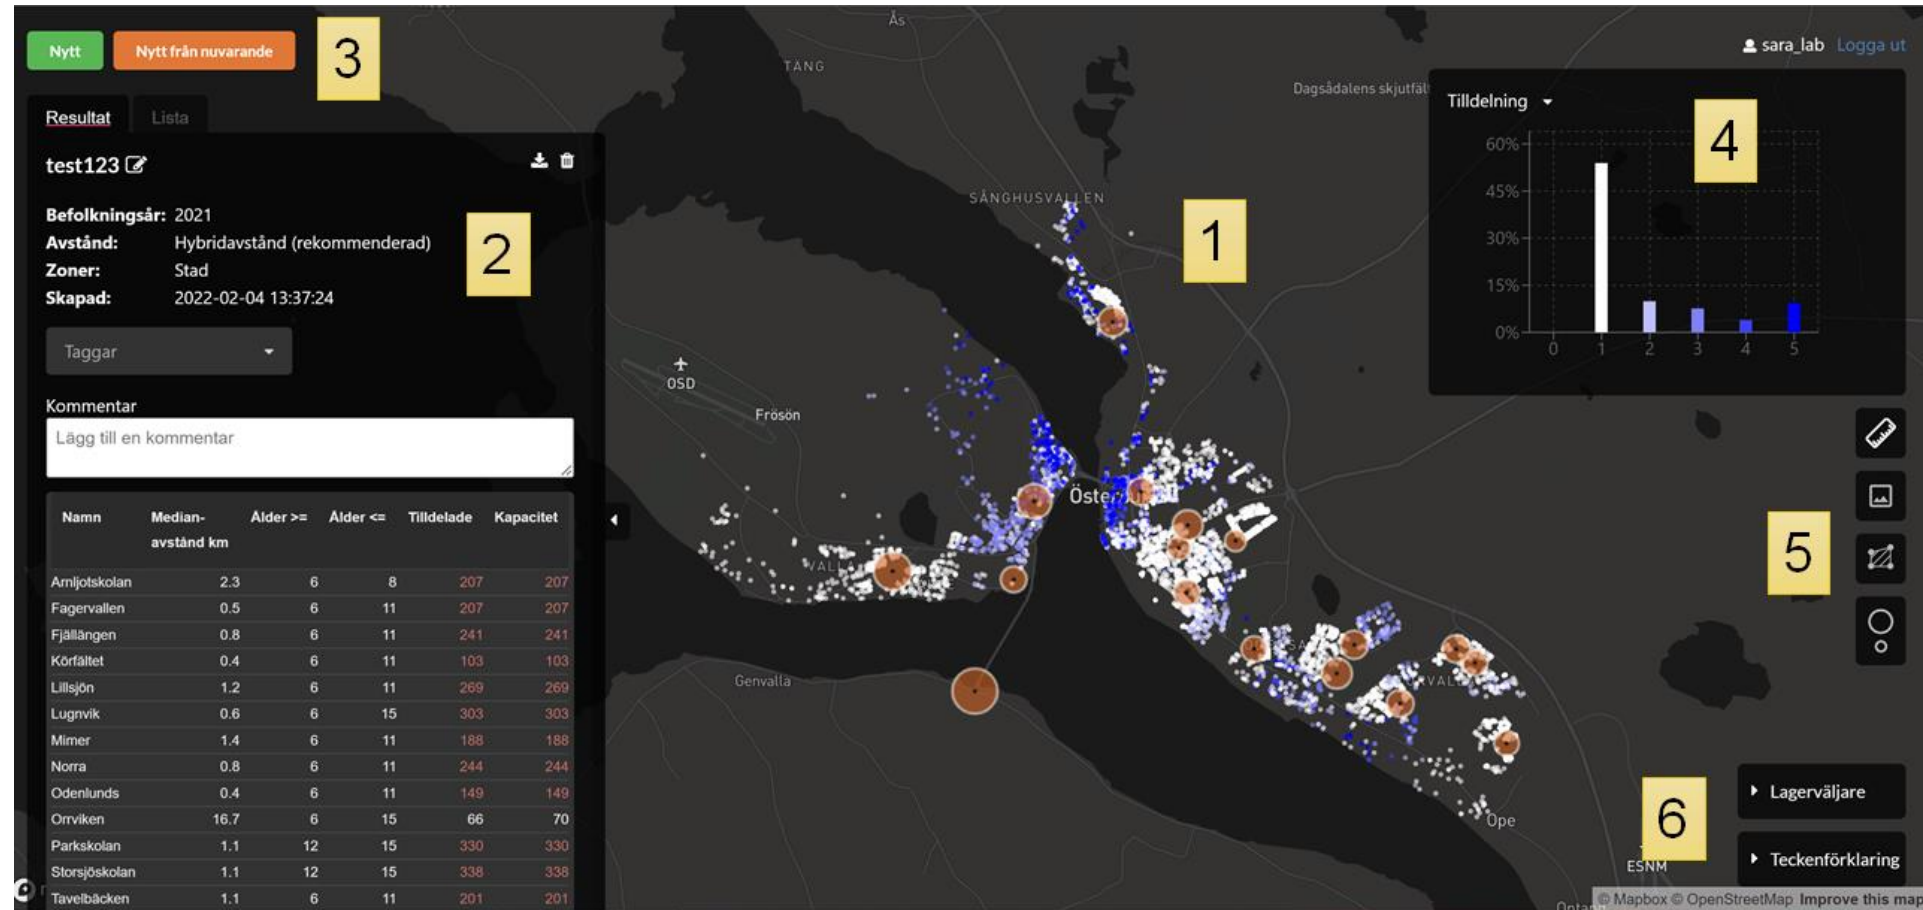 Nytt
Nytt från nuvarande
3
Ås
TÄNG
Dagsådalens skjutfäl
sara_lab Logga ut
Resultat
Lista
test123
Befolkningsår: 2021
Avstånd: Hybridavstånd (rekommenderad)
Zoner: Stad
Skapad: 2022-02-04 13:37:24
2
Taggar
Kommentar
Lägg till en kommentar
Namn Median-avstånd km Ålder >= Ålder <= Tilldelade Kapacitet
Arnljotskolan 2.3 6 8 207 207
Fagervallen 0.5 6 11 207 207
Fjällängen 0.8 6 11 241 241
Körfältet 0.4 6 11 103 103
Lillsjön 1.2 6 11 269 269
Lugnvik 0.6 6 15 303 303
Mimer 1.4 6 11 188 188
Norra 0.8 6 11 244 244
Odenlunds 0.4 6 11 149 149
Orrviken 16.7 6 15 66 70
Parkskolan 1.1 12 15 330 330
Storsjöskolan 1.1 12 15 338 338
Tavelbäcken 1.1 6 11 201 201
SÅNGHUSVALLEN
1
OSD
Frösön
Öste
VALL
Genvalla
RVAL
Ope
ESNM
Tilldelning
4
60%
45%
30%
15%
0%
0 1 2 3 4 5
5
6
Lagerväljare
Teckenförklaring
© Mapbox © OpenStreetMap Improve this map